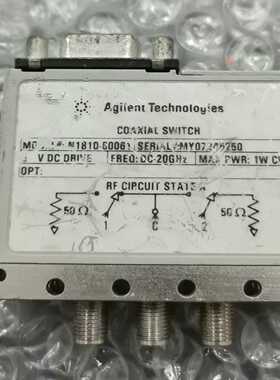 Agilent Technologies
COAXIAL SWITCH
N1810-60061 SERIAL
V DC DRIVE FREQ: DC-20GHz MAX PWR: 1W
OPT:
RF CIRCUIT STATE A
50 Ω 50 Ω
1 C 2